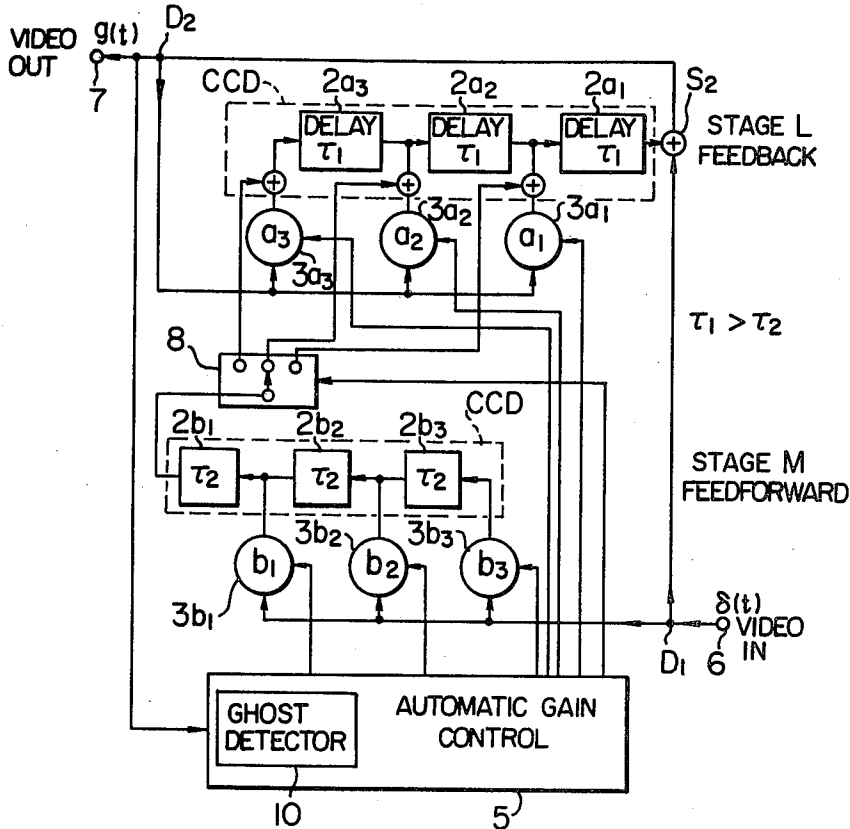 g(t)
D2
VIDEO
OUT
7
CCD
2a3
2a2
2a1
S2
DELAY
τ1
DELAY
τ1
DELAY
τ1
STAGE L
FEEDBACK
+
+
+
+
a3
3a3
a2
3a2
a1
3a1
τ1 > τ2
8
CCD
2b1
2b2
2b3
τ2
τ2
τ2
STAGE M
FEEDFORWARD
b1
3b1
b2
3b2
b3
3b3
δ(t)
VIDEO
IN
D1
6
GHOST
DETECTOR
AUTOMATIC GAIN
CONTROL
10
5